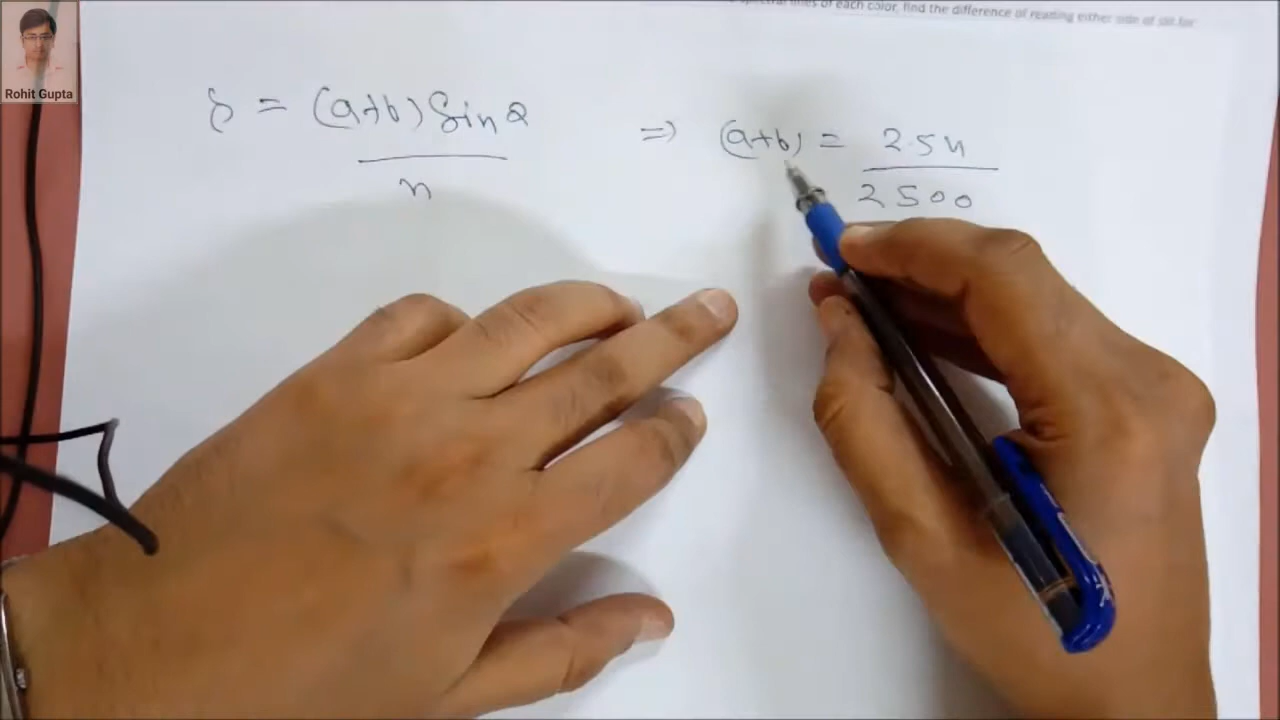 spectral lines of each color, find the difference of reading either side of slit for
Rohit Gupta
δ = (a+b) Sin θ / n ⇒ (a+b) = 2.54 / 2500